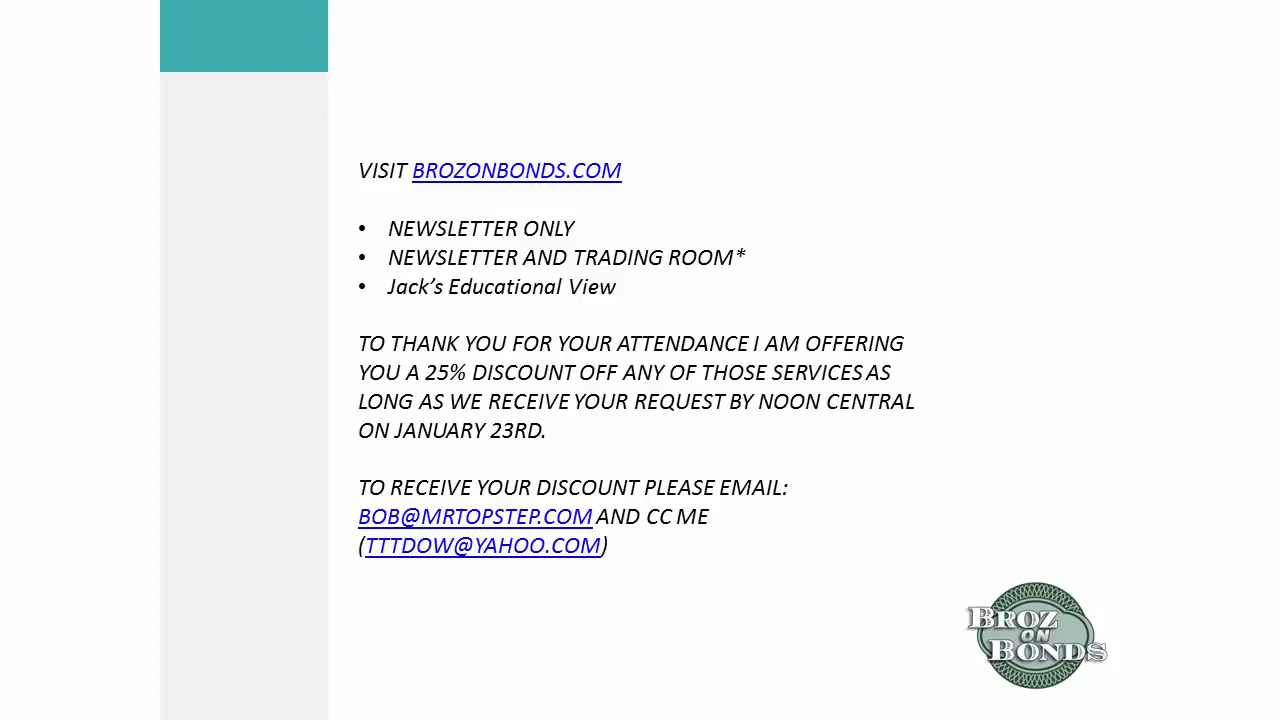 VISIT BROZONBONDS.COM
• NEWSLETTER ONLY
• NEWSLETTER AND TRADING ROOM*
• Jack’s Educational View
TO THANK YOU FOR YOUR ATTENDANCE I AM OFFERING
YOU A 25% DISCOUNT OFF ANY OF THOSE SERVICES AS
LONG AS WE RECEIVE YOUR REQUEST BY NOON CENTRAL
ON JANUARY 23RD.
TO RECEIVE YOUR DISCOUNT PLEASE EMAIL:
BOB@MRTOPSTEP.COM AND CC ME
(TTTDOW@YAHOO.COM)
BROZ
ON
BONDS